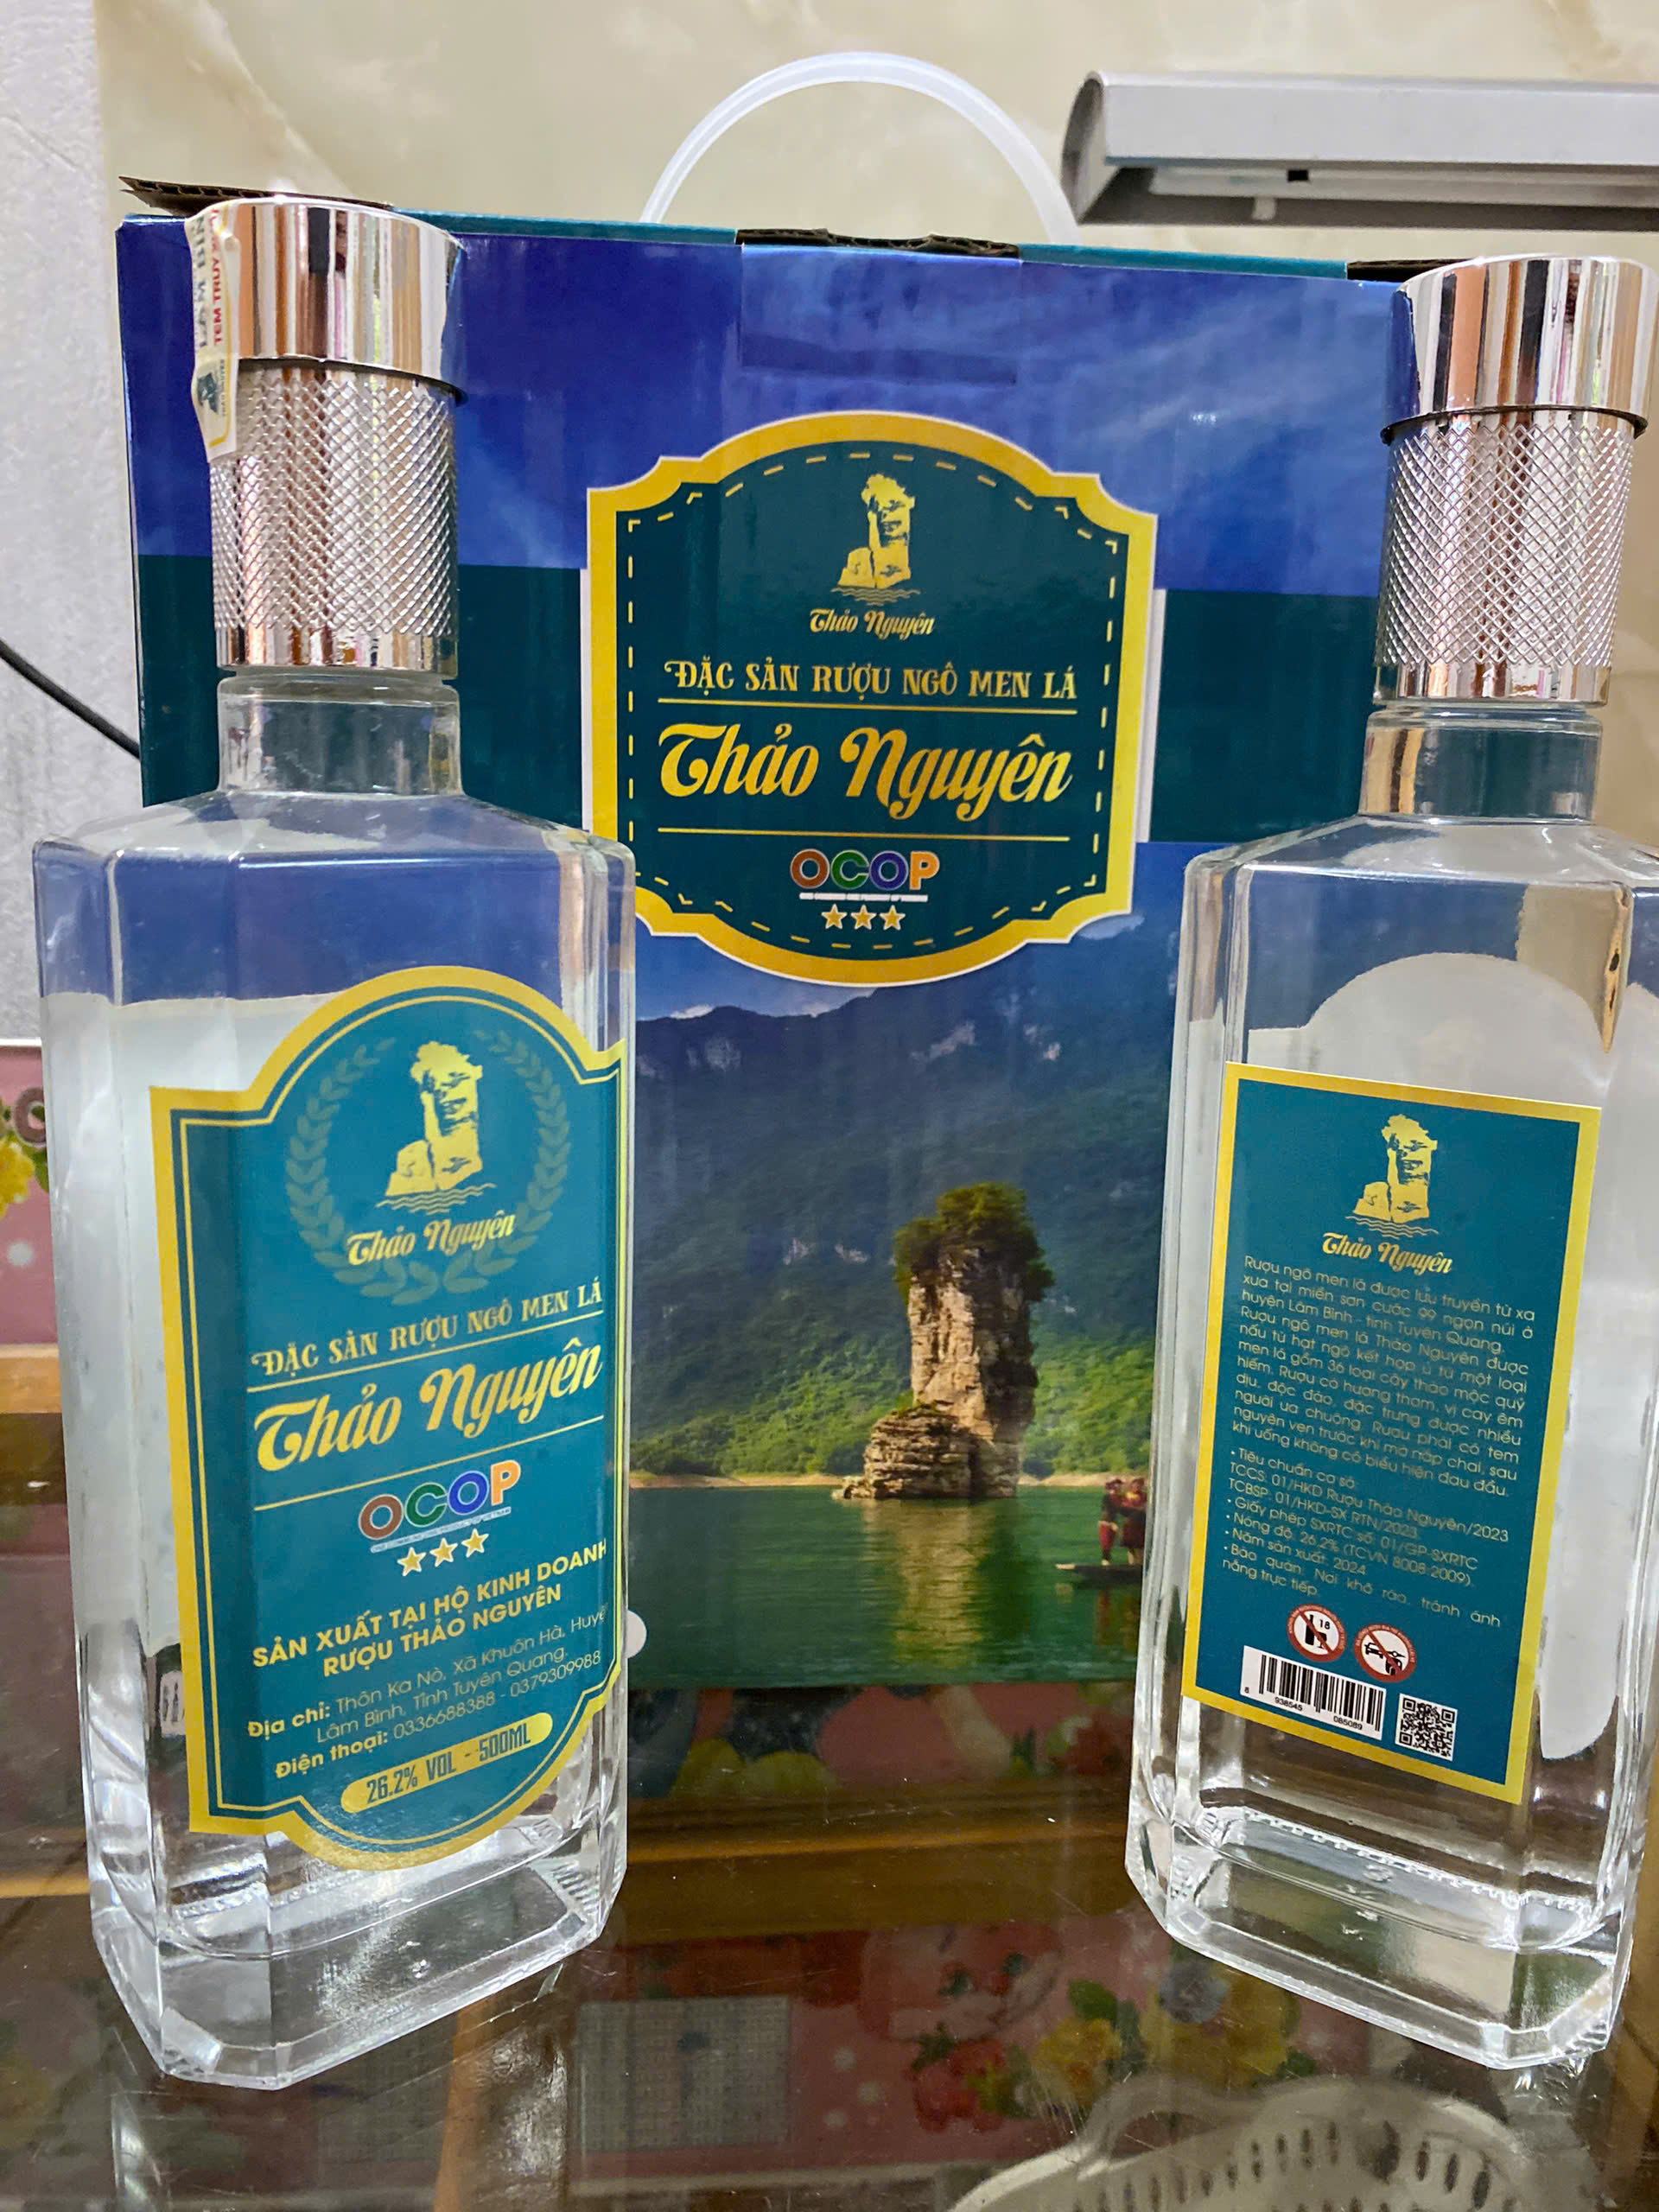 LÂM BÌN
TEM TRUY X
Thảo Nguyên
ĐẶC SẢN RƯỢU NGÔ MEN LÁ
Thảo Nguyên
OCOP
Thảo Nguyên
ĐẶC SẢN RƯỢU NGÔ MEN LÁ
Thảo Nguyên
OCOP
SẢN XUẤT TẠI HỘ KINH DOANH
RƯỢU THẢO NGUYÊN
Địa chỉ: Thôn Ka Nò, Xã Khuôn Hà, Huyệ
Lâm Bình, Tỉnh Tuyên Quang.
Điện thoại: 0336688388 - 0379309988
26.2% VOL - 500ML
Thảo Nguyên
Rượu ngô men lá được lưu truyền từ xa
xưa tại miền sơn cước 99 ngọn núi ở
huyện Lâm Bình - tỉnh Tuyên Quang.
Rượu ngô men lá Thảo Nguyên được
nấu từ hạt ngô kết hợp ủ từ một loại
men lá gồm 36 loại cây thảo mộc quý
hiếm. Rượu có hương thơm, vị cay êm
dịu, độc đáo, đặc trưng được nhiều
người ưa chuộng. Rượu phải có tem
nguyên vẹn trước khi mở nắp chai, sau
khi uống không có biểu hiện đau đầu.
• Tiêu chuẩn cơ sở:
TCCS: 01/HKD Rượu Thảo Nguyên/2023
TCBSP: 01/HKD-SX RTN/2023
• Giấy phép SXRTC số: 01/GP-SXRTC
• Nồng độ: 26,2% (TCVN 8008:2009).
• Năm sản xuất: 2024
• Bảo quản: Nơi khô ráo, tránh ánh
nắng trực tiếp.
18
8 938545 085089